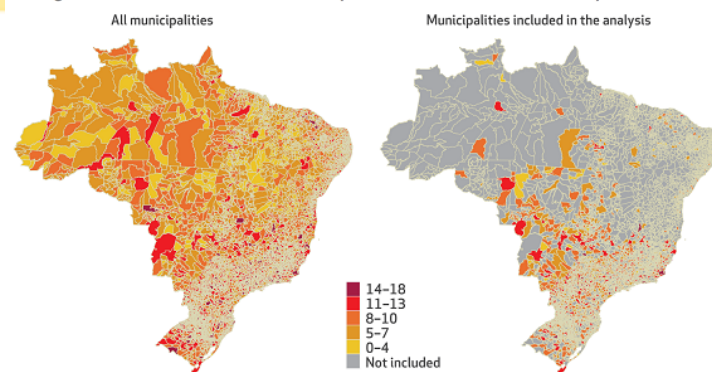 All municipalities
Municipalities included in the analysis
14–18
11–13
8–10
5–7
0–4
Not included